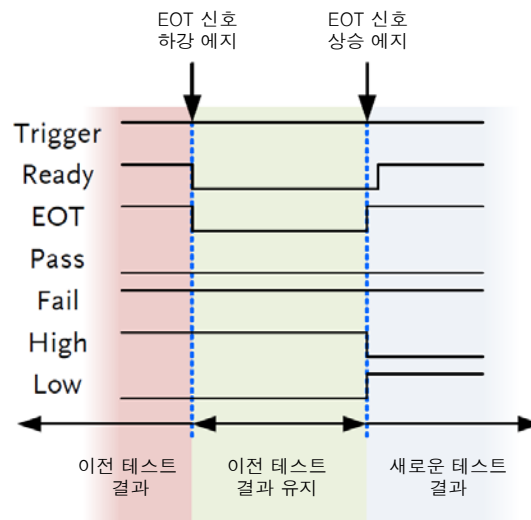 EOT 신호
하강 에지
EOT 신호
상승 에지
Trigger
Ready
EOT
Pass
Fail
High
Low
이전 테스트
결과
이전 테스트
결과 유지
새로운 테스트
결과